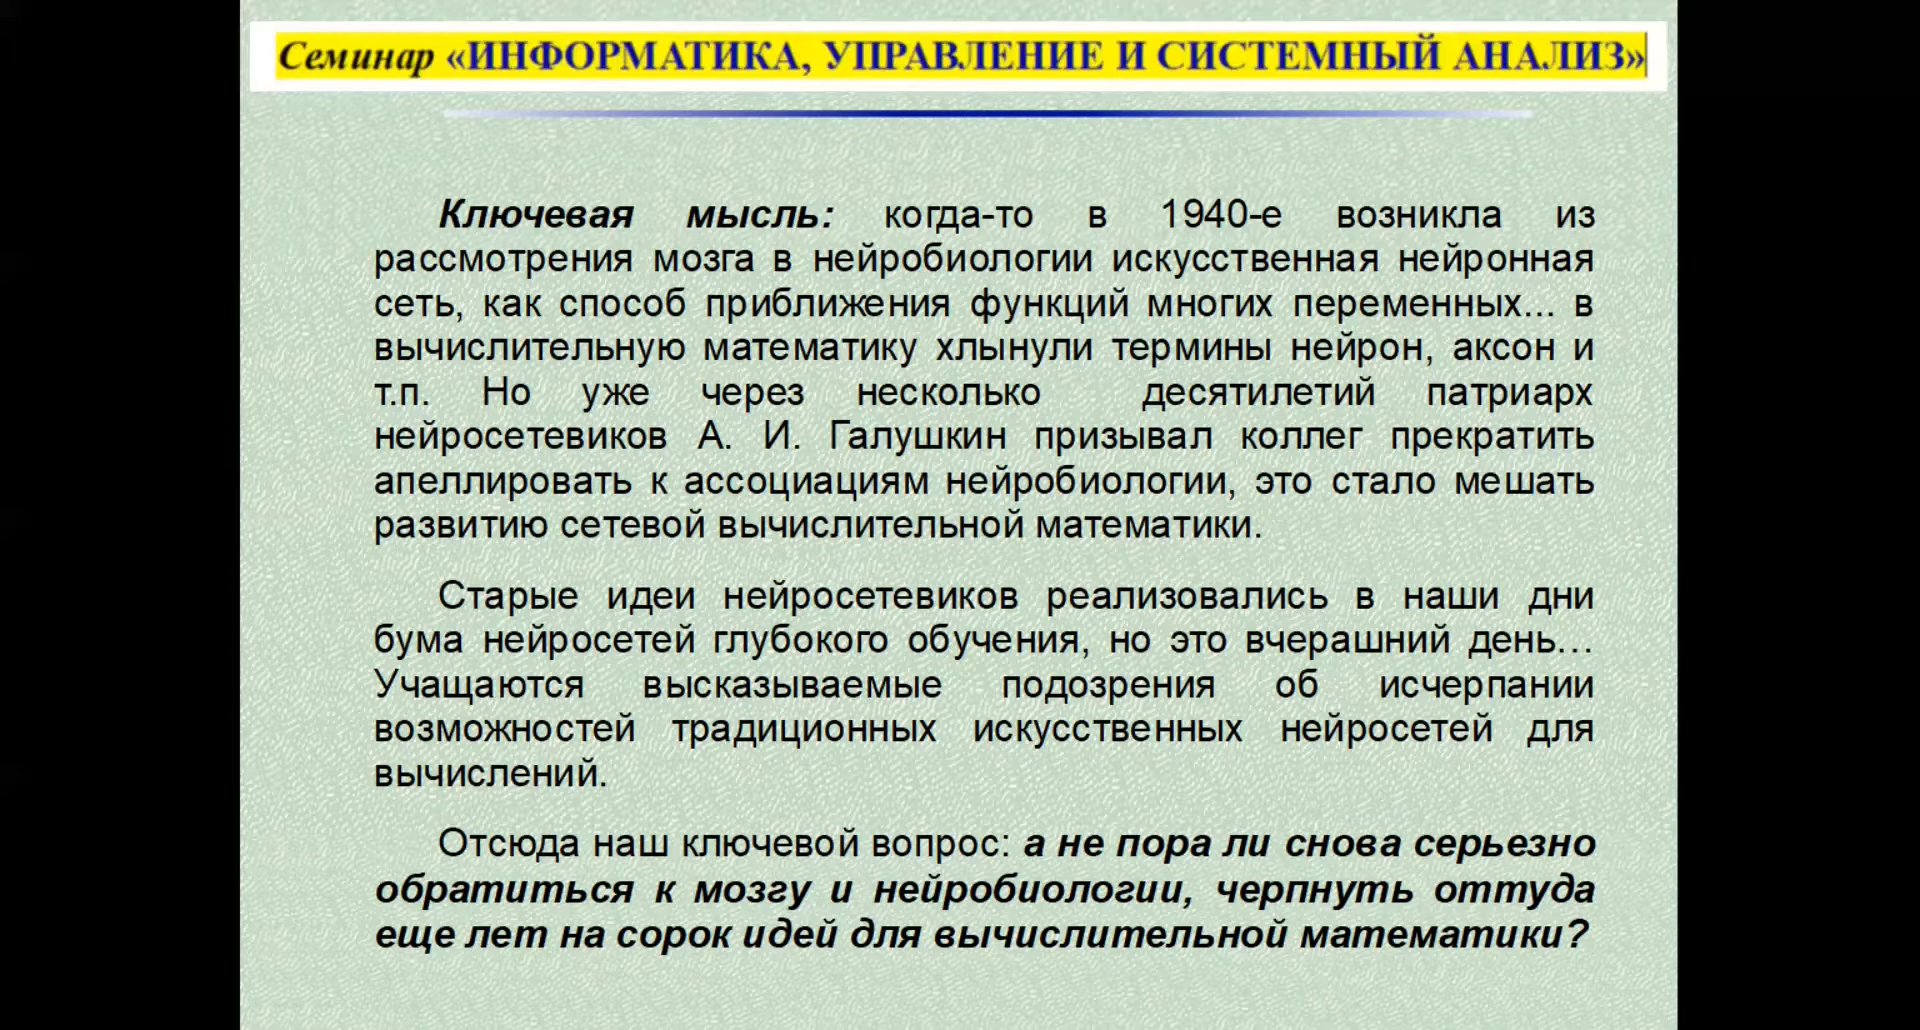 Семинар «ИНФОРМАТИКА, УПРАВЛЕНИЕ И СИСТЕМНЫЙ АНАЛИЗ»
Ключевая мысль: когда-то в 1940-е возникла из
рассмотрения мозга в нейробиологии искусственная нейронная
сеть, как способ приближения функций многих переменных... в
вычислительную математику хлынули термины нейрон, аксон и
т.п. Но уже через несколько десятилетий патриарх
нейросетевиков А. И. Галушкин призывал коллег прекратить
апеллировать к ассоциациям нейробиологии, это стало мешать
развитию сетевой вычислительной математики.
Старые идеи нейросетевиков реализовались в наши дни
бума нейросетей глубокого обучения, но это вчерашний день…
Учащаются высказываемые подозрения об исчерпании
возможностей традиционных искусственных нейросетей для
вычислений.
Отсюда наш ключевой вопрос: а не пора ли снова серьезно
обратиться к мозгу и нейробиологии, черпнуть оттуда
еще лет на сорок идей для вычислительной математики?